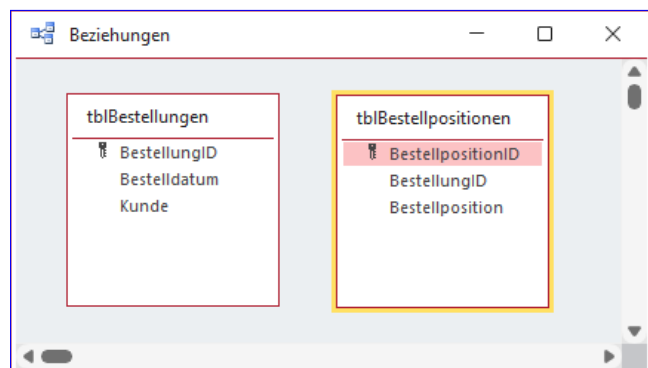 Beziehungen
tblBestellungen
BestellungID
Bestelldatum
Kunde
tblBestellpositionen
BestellpositionID
BestellungID
Bestellposition